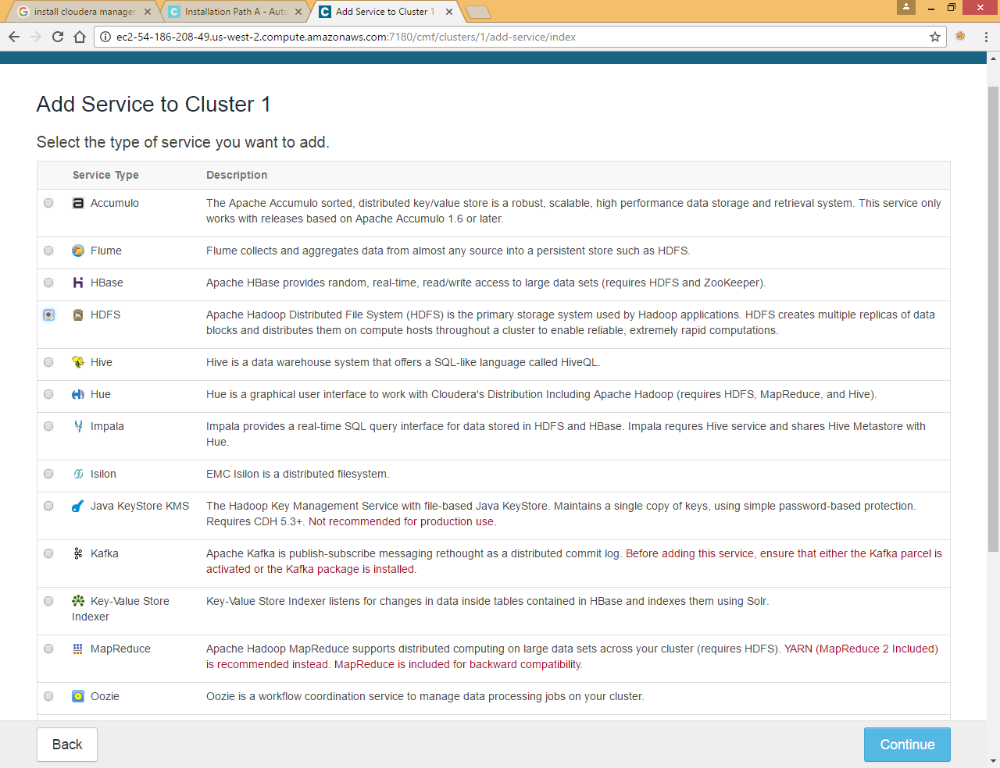 install cloudera manager
Installation Path A - Auto
Add Service to Cluster 1 -
ec2-54-186-208-49.us-west-2.compute.amazonaws.com:7180/cmf/clusters/1/add-service/index
Add Service to Cluster 1
Select the type of service you want to add.
Service Type Description
Accumulo The Apache Accumulo sorted, distributed key/value store is a robust, scalable, high performance data storage and retrieval system. This service only
works with releases based on Apache Accumulo 1.6 or later.
Flume Flume collects and aggregates data from almost any source into a persistent store such as HDFS.
HBase Apache HBase provides random, real-time, read/write access to large data sets (requires HDFS and ZooKeeper).
HDFS Apache Hadoop Distributed File System (HDFS) is the primary storage system used by Hadoop applications. HDFS creates multiple replicas of data
blocks and distributes them on compute hosts throughout a cluster to enable reliable, extremely rapid computations.
Hive Hive is a data warehouse system that offers a SQL-like language called HiveQL.
Hue Hue is a graphical user interface to work with Cloudera's Distribution Including Apache Hadoop (requires HDFS, MapReduce, and Hive).
Impala Impala provides a real-time SQL query interface for data stored in HDFS and HBase. Impala requres Hive service and shares Hive Metastore with
Hue.
Isilon EMC Isilon is a distributed filesystem.
Java KeyStore KMS The Hadoop Key Management Service with file-based Java KeyStore. Maintains a single copy of keys, using simple password-based protection.
Requires CDH 5.3+. Not recommended for production use.
Kafka Apache Kafka is publish-subscribe messaging rethought as a distributed commit log. Before adding this service, ensure that either the Kafka parcel is
activated or the Kafka package is installed.
Key-Value Store Key-Value Store Indexer listens for changes in data inside tables contained in HBase and indexes them using Solr.
Indexer
MapReduce Apache Hadoop MapReduce supports distributed computing on large data sets across your cluster (requires HDFS). YARN (MapReduce 2 Included)
is recommended instead. MapReduce is included for backward compatibility.
Oozie Oozie is a workflow coordination service to manage data processing jobs on your cluster.
Back Continue